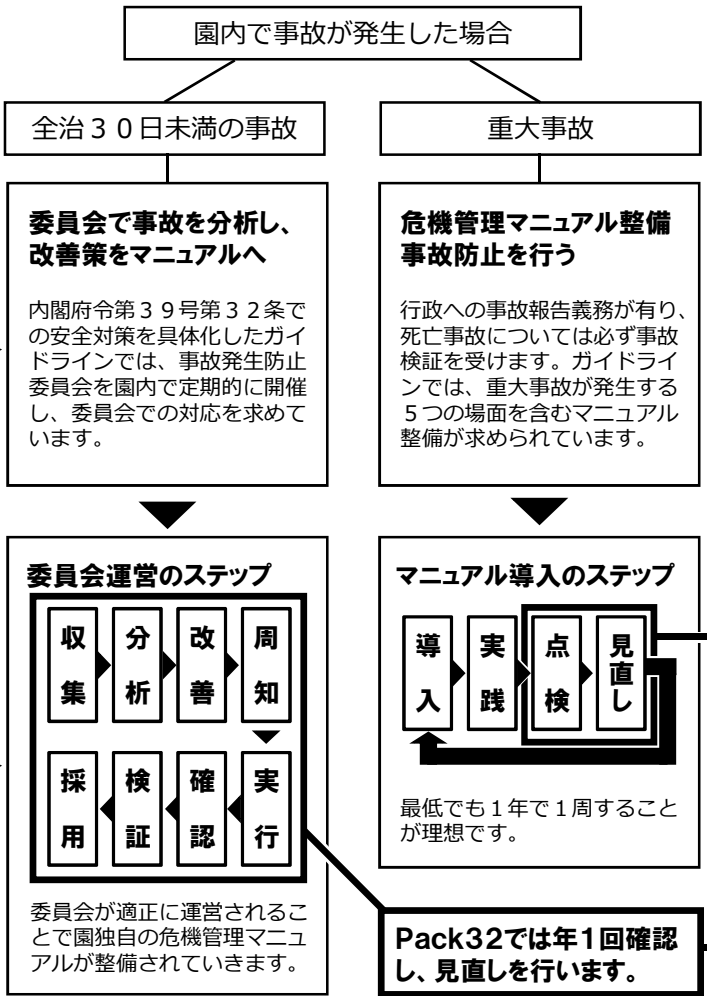 園内で事故が発生した場合
全治３０日未満の事故
委員会で事故を分析し、
改善策をマニュアルへ
内閣府令第３９号第３２条で
の安全対策を具体化したガイ
ドラインでは、事故発生防止
委員会を園内で定期的に開催
し、委員会での対応を求めて
います。
委員会運営のステップ
収集
分析
改善
周知
実行
確認
検証
採用
委員会が適正に運営されるこ
とで園独自の危機管理マニュ
アルが整備されていきます。
重大事故
危機管理マニュアル整備
事故防止を行う
行政への事故報告義務が有り、
死亡事故については必ず事故
検証を受けます。ガイドライ
ンでは、重大事故が発生する
５つの場面を含むマニュアル
整備が求められています。
マニュアル導入のステップ
導入
実践
点検
見直し
最低でも１年で１周すること
が理想です。
Pack32では年1回確認
し、見直しを行います。